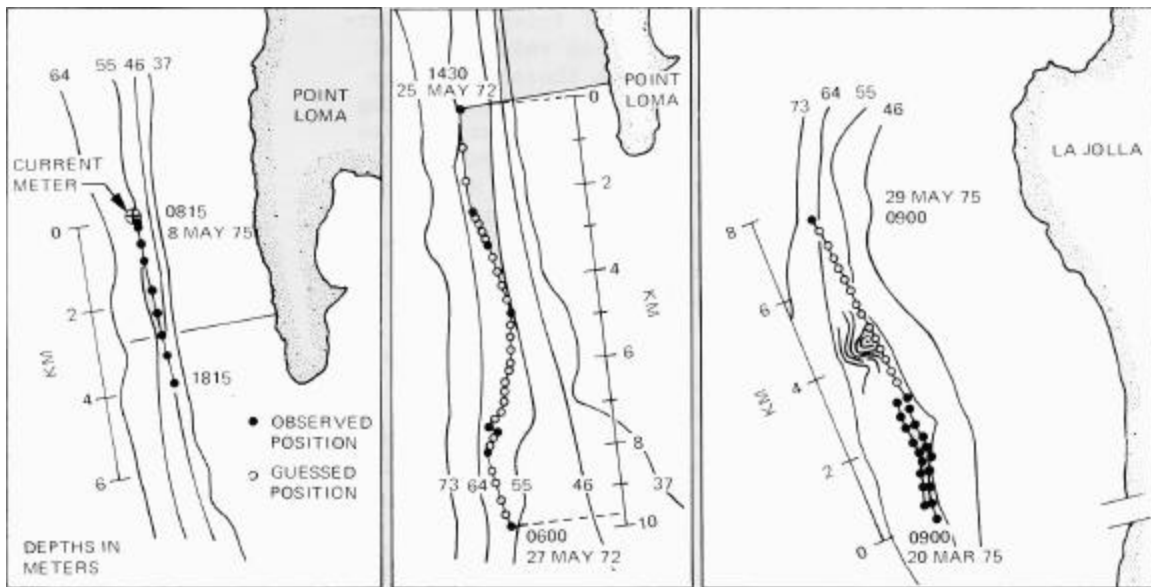 64
55 46 37
POINT
LOMA
CURRENT
METER
0815
8 MAY 75
0
2
4
6
KM
1815
● OBSERVED
POSITION
○ GUESSED
POSITION
DEPTHS IN
METERS
1430
25 MAY 72
POINT
LOMA
0
2
4
6
8
10
KM
73 64 55 46 37
0600
27 MAY 72
73 64 55 46
LA JOLLA
29 MAY 75
0900
8
6
4
2
0
KM
0900
20 MAR 75